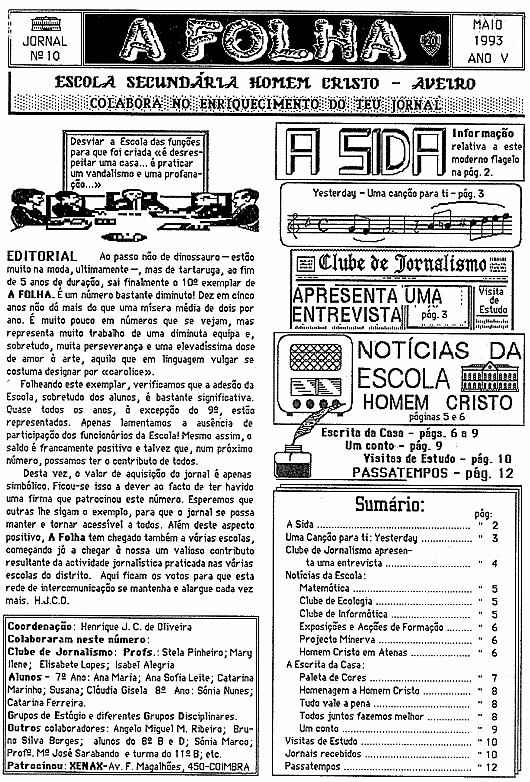 JORNAL
Nº 10
A FOLHA
20
MAIO
1993
ANO V
ESCOLA SECUNDÁRIA HOMEM CRISTO - AVEIRO
COLABORA NO ENRIQUECIMENTO DO TEU JORNAL
Desviar a Escola das funções
para que foi criada «é desres-
peitar uma casa... é praticar
um vandalismo e uma profana-
ção...»
EDITORIAL Ao passo não de dinossauro — estão
muito na moda, ultimamente —, mas de tartaruga, ao fim
de 5 anos de duração, sai finalmente o 10º exemplar de
A FOLHA. É um número bastante diminuto! Dez em cinco
anos não dá mais do que uma mísera média de dois por
ano. É muito pouco em números que se vejam, mas
representa muito trabalho de uma diminuta equipa e,
sobretudo, muita perseverança e uma elevadíssima dose
de amor à arte, aquilo que em linguagem vulgar se
costuma designar por «carolice».
Folheando este exemplar, verificamos que a adesão da
Escola, sobretudo dos alunos, é bastante significativa.
Quase todos os anos, à excepção do 9º, estão
representados. Apenas lamentamos a ausência de
participação dos funcionários da Escola! Mesmo assim, o
saldo é francamente positivo e talvez que, num próximo
número, possamos ter o contributo de todos.
Desta vez, o valor de aquisição do jornal é apenas
simbólico. Ficou-se isso a dever ao facto de ter havido
uma firma que patrocinou este número. Esperemos que
outras lhe sigam o exemplo, para que o jornal se possa
manter e tornar acessível a todos. Além deste aspecto
positivo, A Folha tem chegado também a várias escolas,
começando já a chegar à nossa um valioso contributo
resultante da actividade jornalística praticada nas várias
escolas do distrito. Aqui ficam os votos para que esta
rede de intercomunicação se mantenha e alargue cada vez
mais. H.J.C.O.
Coordenação: Henrique J. C. de Oliveira
Colaboraram neste número:
Clube de Jornalismo: Profs.: Stela Pinheiro; Mary
Ilene; Elisabete Lopes; Isabel Alegria
Alunos - 7º Ano: Ana Maria; Ana Sofia Leite; Catarina
Marinho; Susana; Cláudia Gisela 8º Ano: Sónia Nunes;
Catarina Ferreira.
Grupos de Estágio e diferentes Grupos Disciplinares.
Outros colaboradores: Angelo Miguel M. Ribeiro; Bru-
no Silva Borges; alunos do 8º B e D; Sónia Marco;
Profª. Mª José Sarabando e turma do 11º B; etc.
Patrocinou: XENAX-Av. F. Magalhães, 450-COIMBRA
A SIDA
Informação
relativa a este
moderno flagelo
na pág. 2.
Yesterday - Uma canção para ti - pág. 3
Clube de Jornalismo
APRESENTA UMA
ENTREVISTA
pág. 3
Visita
de
Estudo
NOTÍCIAS DA
ESCOLA
HOMEM CRISTO
páginas 5 e 6
Escrita da Casa - págs. 6 a 9
Um conto - pág. 9
Visitas de Estudo - pág. 10
PASSATEMPOS - pág. 12
Sumário:
pág:
A Sida " 2
Uma Canção para ti: Yesterday " 3
Clube de Jornalismo apresen-
ta uma entrevista " 4
Notícias da Escola:
Matemática " 5
Clube de Ecologia " 5
Clube de Informática " 5
Exposições e Acções de Formação " 6
Projecto Minerva " 6
Homem Cristo em Atenas " 6
A Escrita da Casa:
Paleta de Cores " 7
Homenagem a Homem Cristo " 8
Tudo vale a pena " 8
Todos juntos fazemos melhor " 8
Um conto " 9
Visitas de Estudo " 10
Jornais recebidos " 10
Passatempos " 12